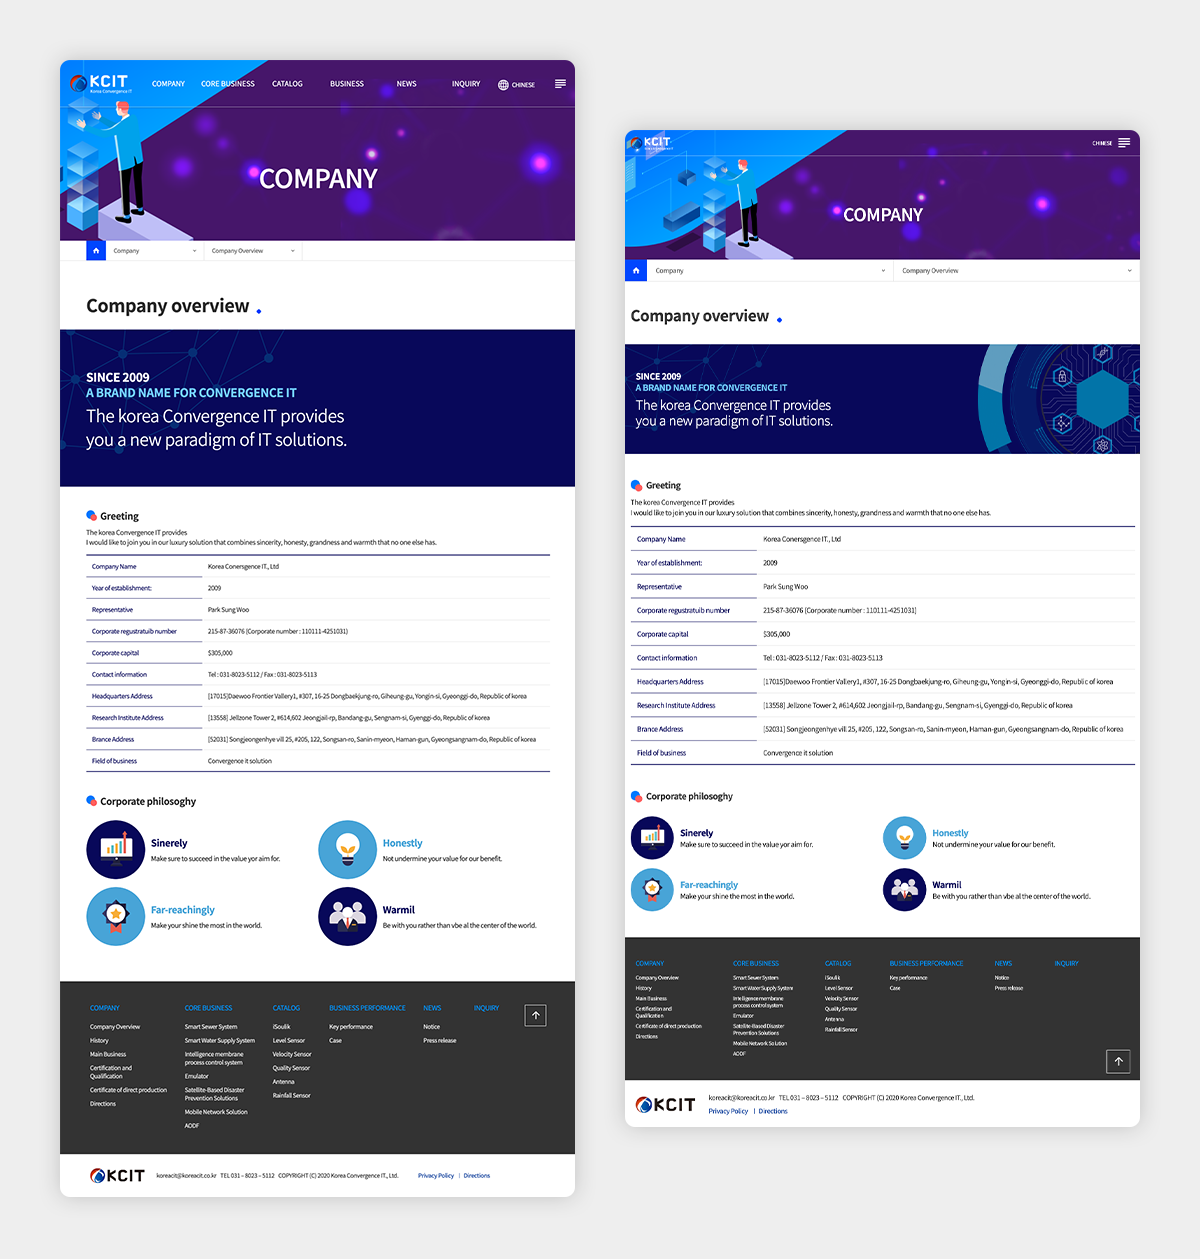 KCIT
Korea Convergence IT
COMPANY CORE BUSINESS CATALOG BUSINESS NEWS INQUIRY CHINESE
COMPANY
Company Company Overview
Company overview
SINCE 2009
A BRAND NAME FOR CONVERGENCE IT
The korea Convergence IT provides
you a new paradigm of IT solutions.
Greeting
The korea Convergence IT provides
I would like to join you in our luxury solution that combines sincerity, honesty, grandness and warmth that no one else has.
Company Name Korea Conersgence IT., Ltd
Year of establishment: 2009
Representative Park Sung Woo
Corporate regustratuib number 215-87-36076 (Corporate number : 110111-4251031)
Corporate capital $305,000
Contact information Tel : 031-8023-5112 / Fax : 031-8023-5113
Headquarters Address [17015]Daewoo Frontier Vallery1, #307, 16-25 Dongbaekjung-ro, Giheung-gu, Yongin-si, Gyeonggi-do, Republic of korea
Research Institute Address [13558] Jellzone Tower 2, #614,602 Jeongjail-rp, Bandang-gu, Sengnam-si, Gyenggi-do, Republic of korea
Brance Address [52031] Songjeongenhye vill 25, #205, 122, Songsan-ro, Sanin-myeon, Haman-gun, Gyeongsangnam-do, Republic of korea
Field of business Convergence it solution
Corporate philosoghy
Sinerely
Make sure to succeed in the value yor aim for.
Honestly
Not undermine your value for our benefit.
Far-reachingly
Make your shine the most in the world.
Warmil
Be with you rather than vbe al the center of the world.
COMPANY
Company Overview
History
Main Business
Certification and
Qualification
Certificate of direct production
Directions
CORE BUSINESS
Smart Sewer System
Smart Water Supply System
Intelligence membrane
process control system
Emulator
Satellite-Based Disaster
Prevention Solutions
Mobile Network Solution
AODF
CATALOG
iSoulik
Level Sensor
Velocity Sensor
Quality Sensor
Antenna
Rainfall Sensor
BUSINESS PERFORMANCE
Key performance
Case
NEWS
Notice
Press release
INQUIRY
KCIT koreacit@koreacit.co.kr TEL 031 – 8023 – 5112 COPYRIGHT (C) 2020 Korea Convergence IT., Ltd. Privacy Policy | Directions
KCIT
CHINESE
COMPANY
Company Company Overview
Company overview
SINCE 2009
A BRAND NAME FOR CONVERGENCE IT
The korea Convergence IT provides
you a new paradigm of IT solutions.
Greeting
The korea Convergence IT provides
I would like to join you in our luxury solution that combines sincerity, honesty, grandness and warmth that no one else has.
Company Name Korea Conersgence IT., Ltd
Year of establishment: 2009
Representative Park Sung Woo
Corporate regustratuib number 215-87-36076 (Corporate number : 110111-4251031)
Corporate capital $305,000
Contact information Tel : 031-8023-5112 / Fax : 031-8023-5113
Headquarters Address [17015]Daewoo Frontier Vallery1, #307, 16-25 Dongbaekjung-ro, Giheung-gu, Yongin-si, Gyeonggi-do, Republic of korea
Research Institute Address [13558] Jellzone Tower 2, #614,602 Jeongjail-rp, Bandang-gu, Sengnam-si, Gyenggi-do, Republic of korea
Brance Address [52031] Songjeongenhye vill 25, #205, 122, Songsan-ro, Sanin-myeon, Haman-gun, Gyeongsangnam-do, Republic of korea
Field of business Convergence it solution
Corporate philosoghy
Sinerely
Make sure to succeed in the value yor aim for.
Honestly
Not undermine your value for our benefit.
Far-reachingly
Make your shine the most in the world.
Warmil
Be with you rather than vbe al the center of the world.
COMPANY
Company Overview
History
Main Business
Certification and
Qualification
Certificate of direct production
Directions
CORE BUSINESS
Smart Sewer System
Smart Water Supply System
Intelligence membrane
process control system
Emulator
Satellite-Based Disaster
Prevention Solutions
Mobile Network Solution
AODF
CATALOG
iSoulik
Level Sensor
Velocity Sensor
Quality Sensor
Antenna
Rainfall Sensor
BUSINESS PERFORMANCE
Key performance
Case
NEWS
Notice
Press release
INQUIRY
KCIT
koreacit@koreacit.co.kr TEL 031 – 8023 – 5112 COPYRIGHT (C) 2020 Korea Convergence IT., Ltd.
Privacy Policy | Directions